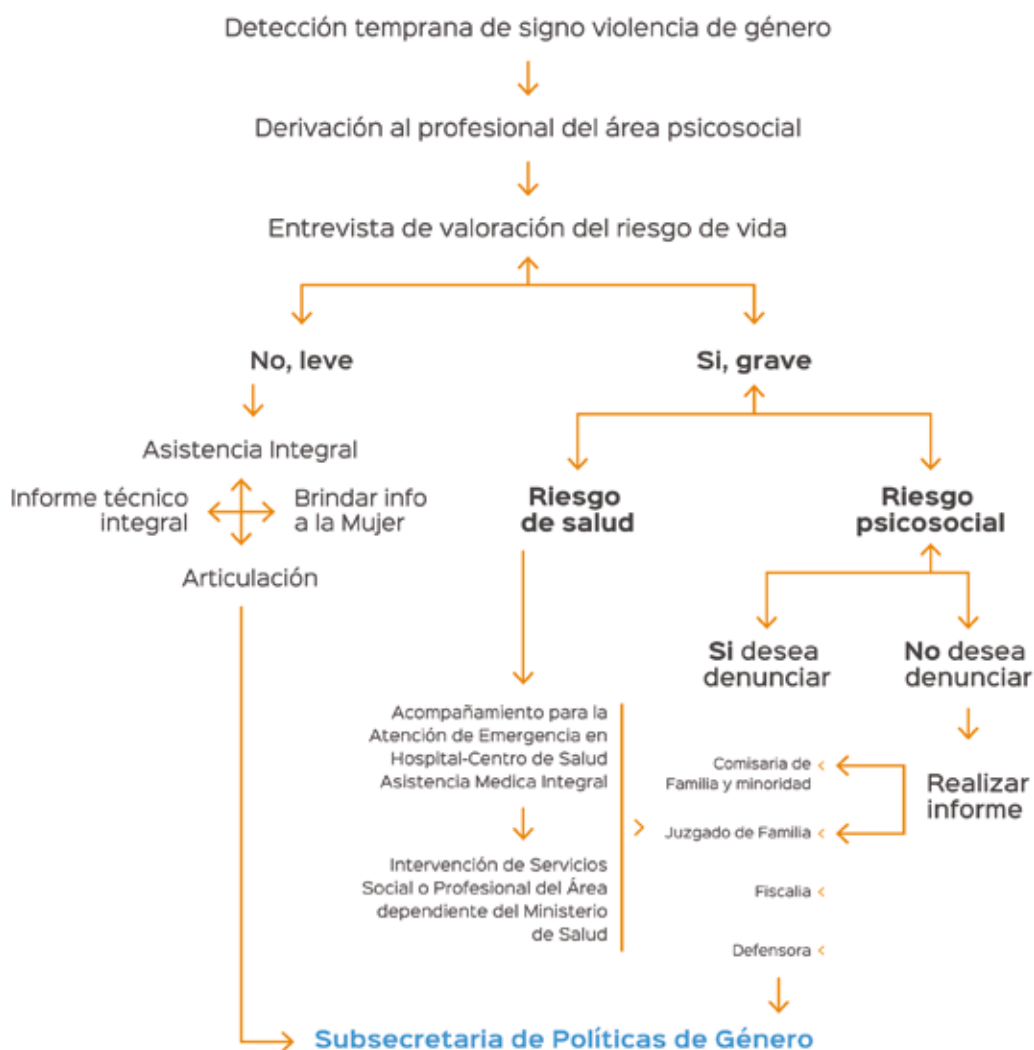 Detección temprana de signo violencia de género
Derivación al profesional del área psicosocial
Entrevista de valoración del riesgo de vida
No, leve
Si, grave
Asistencia Integral
Informe técnico
integral
Brindar info
a la Mujer
Articulación
Riesgo
de salud
Riesgo
psicosocial
Si desea
denunciar
No desea
denunciar
Acompañamiento para la
Atención de Emergencia en
Hospital-Centro de Salud
Asistencia Medica Integral
Intervención de Servicios
Social o Profesional del Área
dependiente del Ministerio
de Salud
Comisaria de
Familia y minoridad
Juzgado de Familia
Fiscalia
Defensora
Realizar
informe
Subsecretaria de Políticas de Género